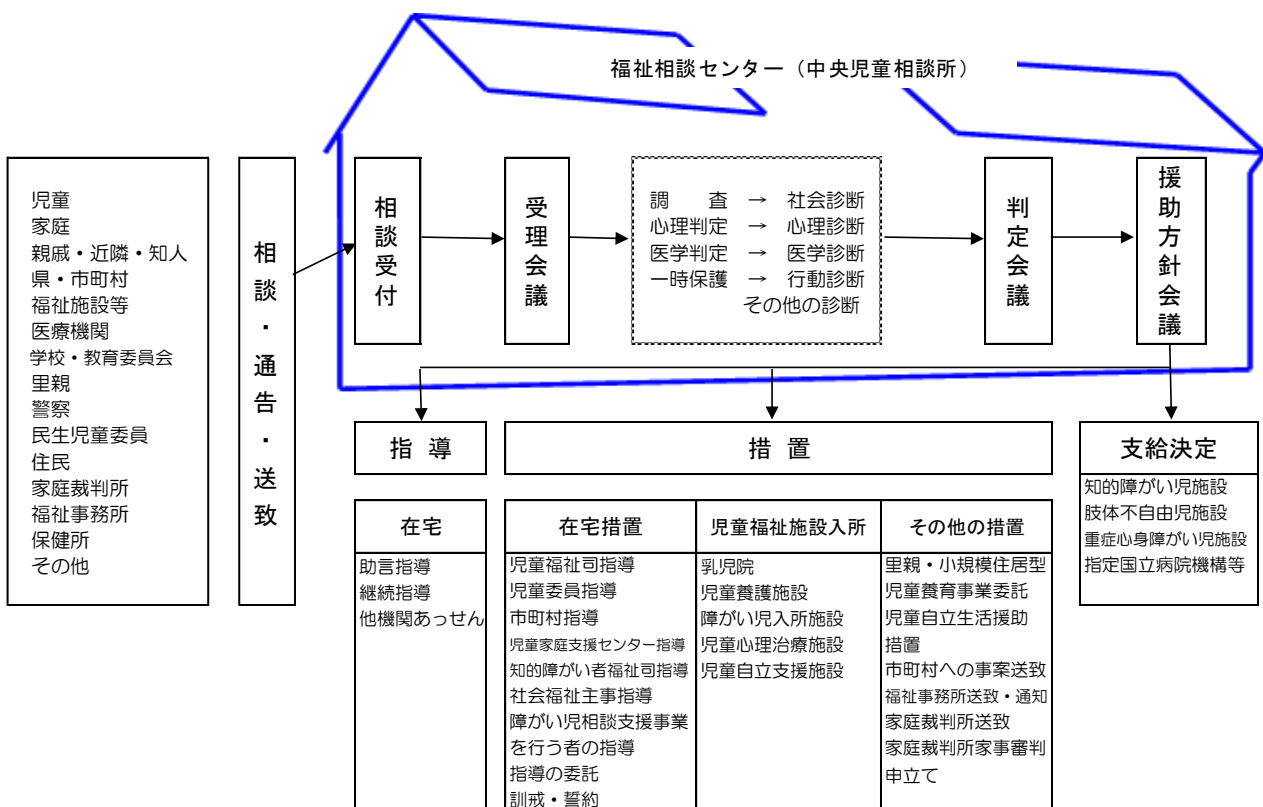 福祉相談センター（中央児童相談所）
児童
家庭
親戚・近隣・知人
県・市町村
福祉施設等
医療機関
学校・教育委員会
里親
警察
民生児童委員
住民
家庭裁判所
福祉事務所
保健所
その他
相談・通告・送致
相談受付
受理会議
調　　査　→　社会診断
心理判定　→　心理診断
医学判定　→　医学診断
一時保護　→　行動診断
その他の診断
判定会議
援助方針会議
指　導
在宅
助言指導
継続指導
他機関あっせん
措　置
在宅措置
児童福祉司指導
児童委員指導
市町村指導
児童家庭支援センター指導
知的障がい者福祉司指導
社会福祉主事指導
障がい児相談支援事業
を行う者の指導
指導の委託
訓戒・誓約
児童福祉施設入所
乳児院
児童養護施設
障がい児入所施設
児童心理治療施設
児童自立支援施設
その他の措置
里親・小規模住居型
児童養育事業委託
児童自立生活援助
措置
市町村への事案送致
福祉事務所送致・通知
家庭裁判所送致
家庭裁判所家事審判
申立て
支給決定
知的障がい児施設
肢体不自由児施設
重症心身障がい児施設
指定国立病院機構等